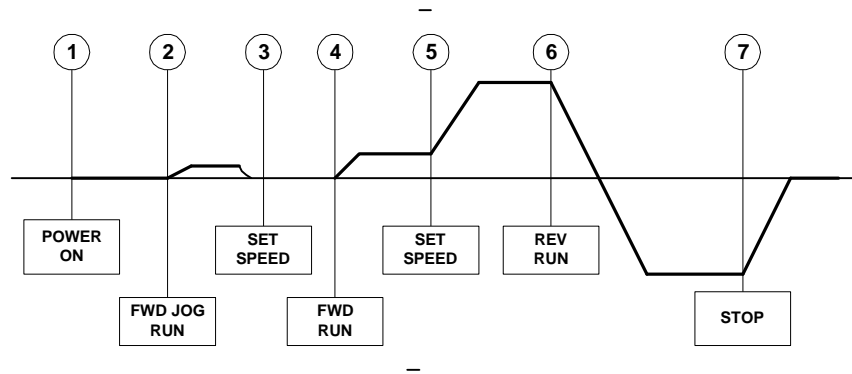 1 2 3 4 5 6 7
POWER
ON
FWD JOG
RUN
SET
SPEED
FWD
RUN
SET
SPEED
REV
RUN
STOP